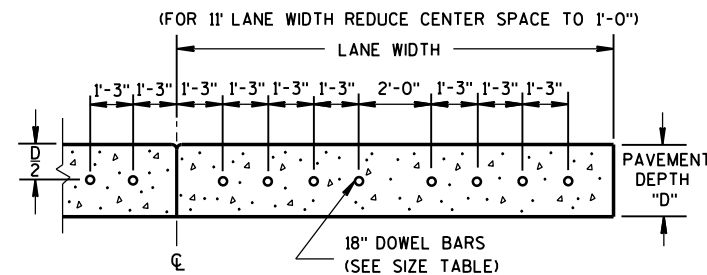 (FOR 11' LANE WIDTH REDUCE CENTER SPACE TO 1'-0")
LANE WIDTH
1'-3" 1'-3" 1'-3" 1'-3" 1'-3" 1'-3" 2'-0" 1'-3" 1'-3" 1'-3"
D
2
PAVEMENT
DEPTH
"D"
18" DOWEL BARS
(SEE SIZE TABLE)
℄